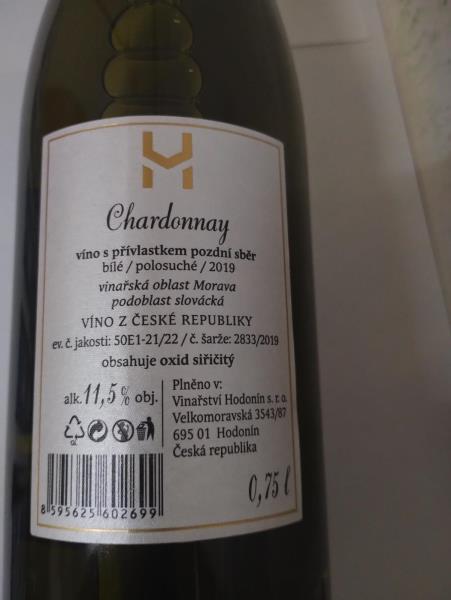 Chardonnay
víno s přívlastkem pozdní sběr
bílé / polosuché / 2019
vinařská oblast Morava
podoblast slovácká
VÍNO Z ČESKÉ REPUBLIKY
ev. č. jakosti: 50E1-21/22 / č. šarže: 2833/2019
obsahuje oxid siřičitý
alk. 11,5 % obj.
Plněno v:
Vinařství Hodonín s. r. o.
Velkomoravská 3543/87
695 01 Hodonín
Česká republika
8 595625 602699
0,75 l